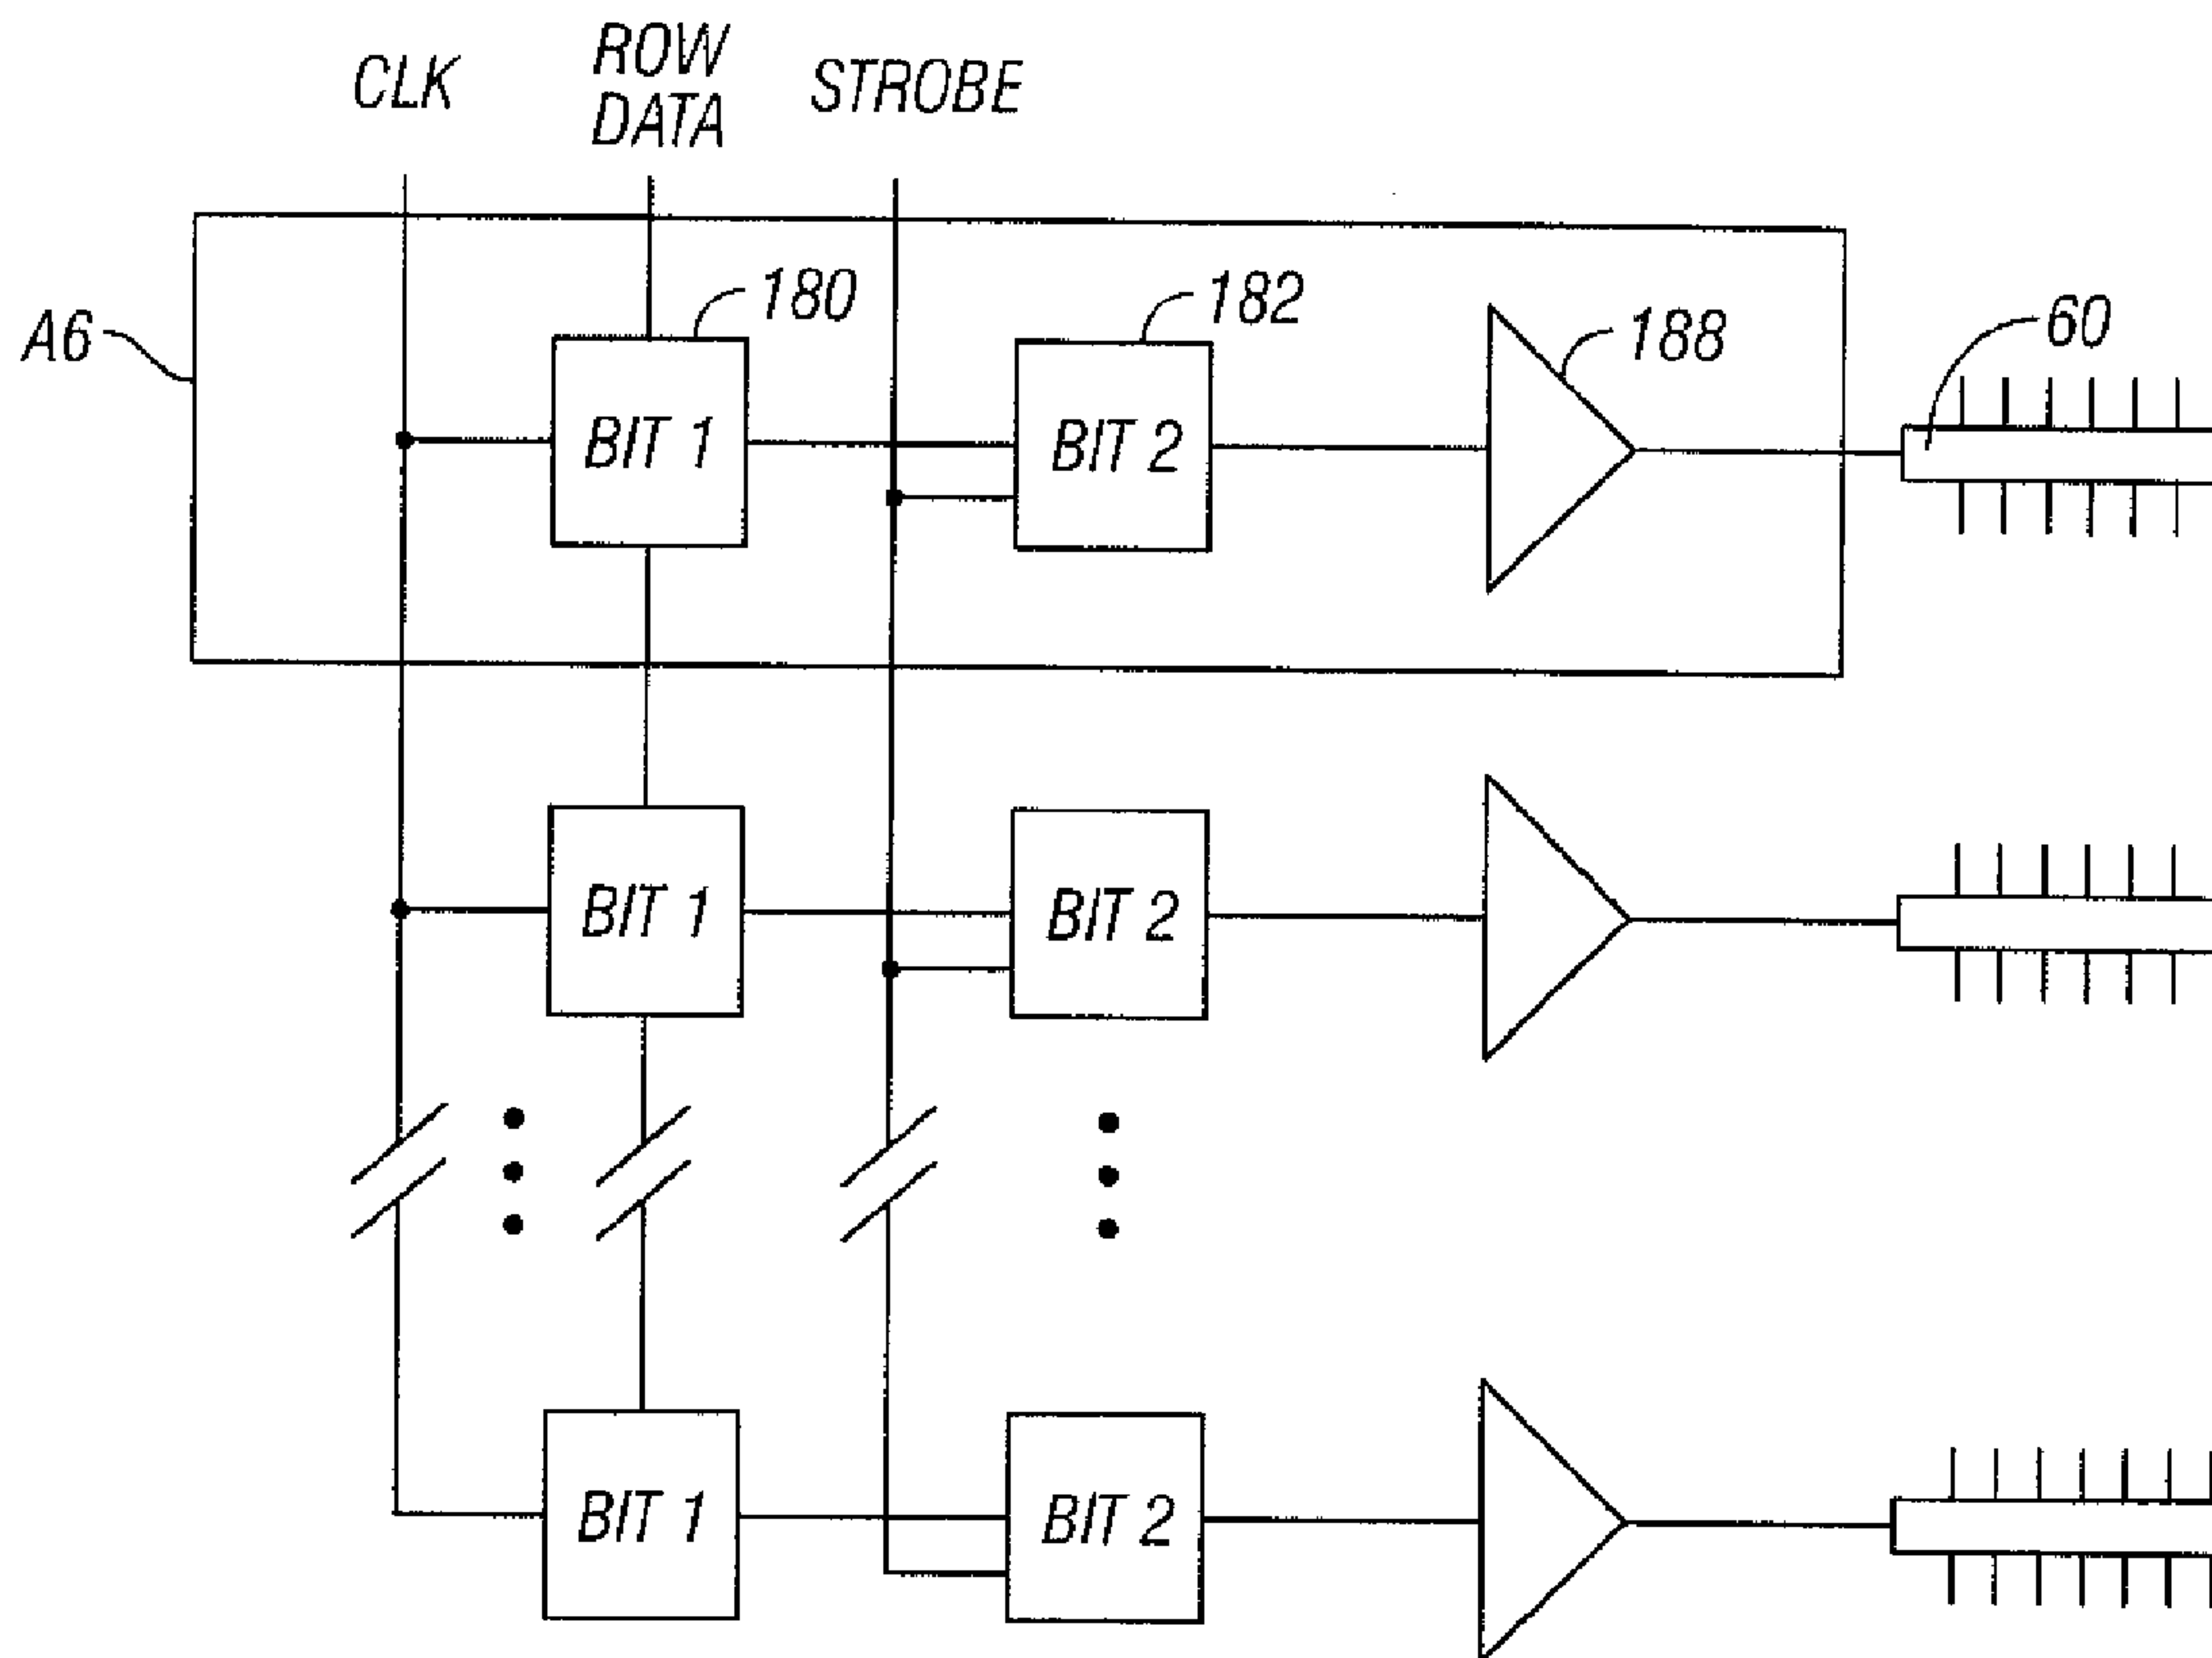 CLK
ROW
DATA
STROBE
A6
180
182
188
60
BIT 1
BIT 2
BIT 1
BIT 2
BIT 1
BIT 2